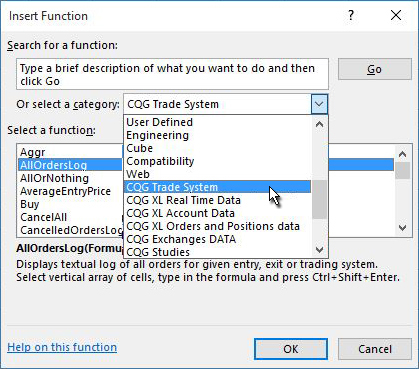 Insert Function
?
Search for a function:
Type a brief description of what you want to do and then
click Go
Go
Or select a category:
CQG Trade System
User Defined
Engineering
Cube
Compatibility
Web
CQG Trade System
CQG XL Real Time Data
CQG XL Account Data
CQG XL Orders and Positions data
CQG Exchanges DATA
CQG Studies
Select a function:
Aggr
AllOrdersLog
AllOrNothing
AverageEntryPrice
Buy
CancelAll
CancelledOrdersLog
AllOrdersLog(Formu
Displays textual log of all orders for given entry, exit or trading system.
Select vertical array of cells, type in the formula and press Ctrl+Shift+Enter.
Help on this function
OK
Cancel